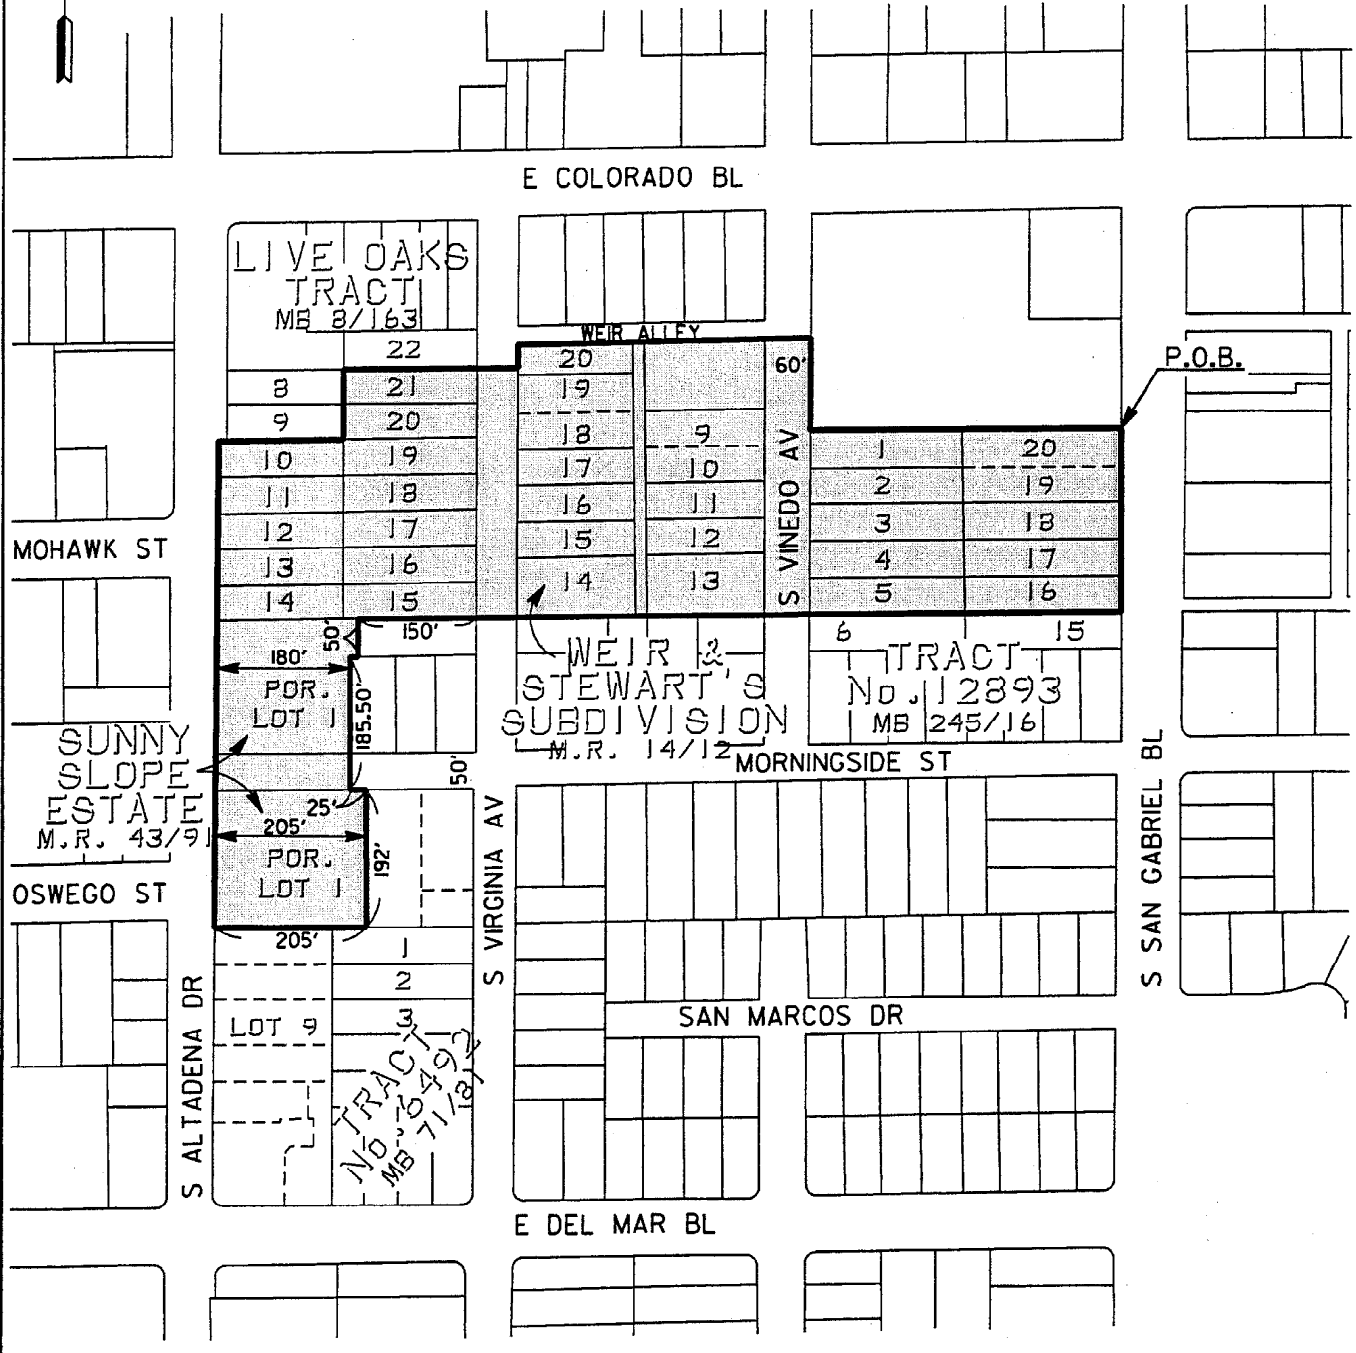 E COLORADO BL
LIVE OAKS
TRACT
MB 8/163
WEIR ALLEY
22
20
60'
P.O.B.
8
21
19
9
20
18
9
1
20
10
19
17
10
2
19
11
18
16
11
3
18
12
17
15
12
4
17
13
16
14
13
5
16
14
15
S VINEDO AV
MOHAWK ST
50'
150'
6
15
180'
POR.
LOT 1
185.50'
WEIR &
STEWART'S
SUBDIVISION
M.R. 14/12
TRACT
No. 12893
MB 245/16
SUNNY
SLOPE
ESTATE
M.R. 43/91
50'
MORNINGSIDE ST
25'
205'
POR.
LOT 1
192'
205'
OSWEGO ST
S VIRGINIA AV
S SAN GABRIEL BL
1
2
3
LOT 9
S ALTADENA DR
SAN MARCOS DR
TRACT
MB 71/81
E DEL MAR BL